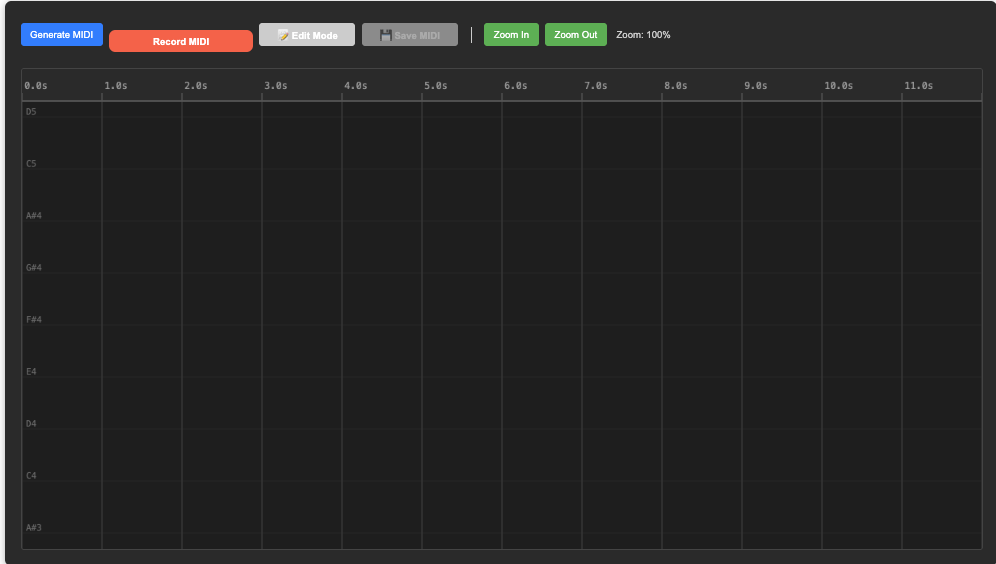 Generate MIDI Record MIDI 📝 Edit Mode 💾 Save MIDI Zoom In Zoom Out Zoom: 100%
0.0s 1.0s 2.0s 3.0s 4.0s 5.0s 6.0s 7.0s 8.0s 9.0s 10.0s 11.0s
D5
C5
A#4
G#4
F#4
E4
D4
C4
A#3